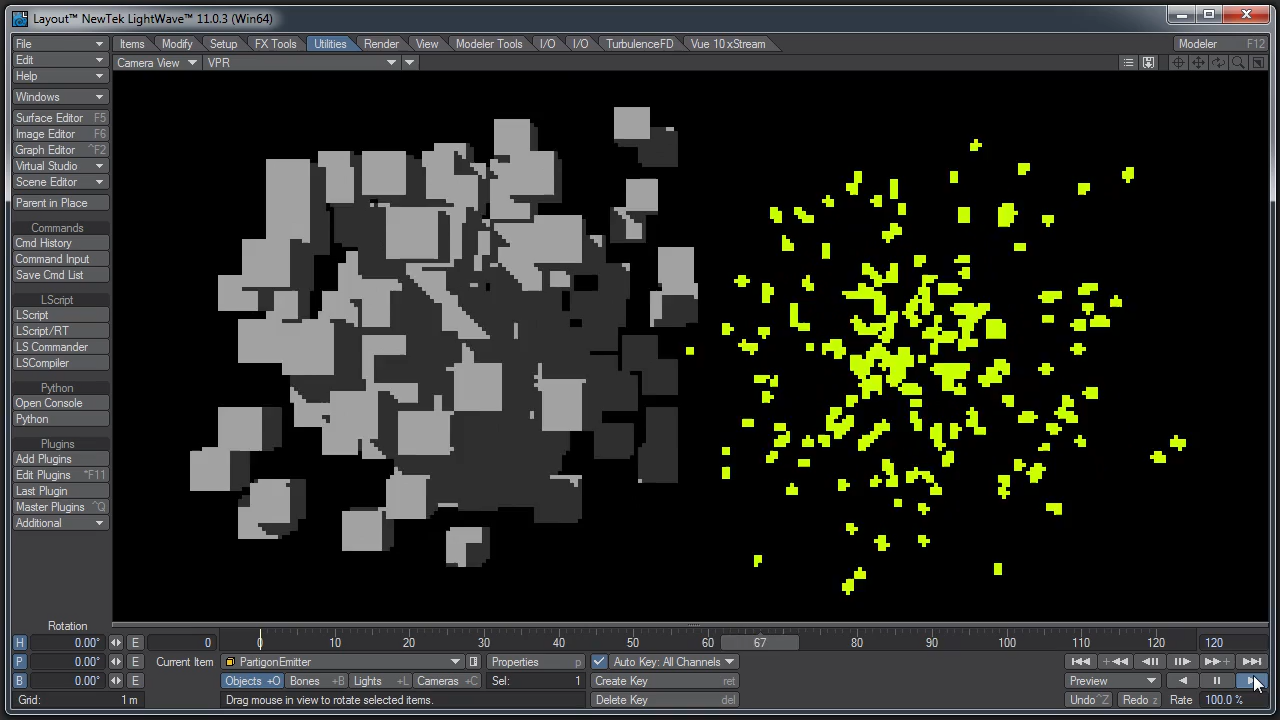 Layout™ NewTek LightWave™ 11.0.3 (Win64)
File Items Modify Setup FX Tools Utilities Render View Modeler Tools I/O I/O TurbulenceFD Vue 10 xStream Modeler F12
Edit
Camera View VPR
Help
Windows
Surface Editor F5
Image Editor F6
Graph Editor ^F2
Virtual Studio
Scene Editor
Parent in Place
Commands
Cmd History
Command Input
Save Cmd List
LScript
LScript
LScript/RT
LS Commander
LSCompiler
Python
Open Console
Python
Plugins
Add Plugins
Edit Plugins ^F11
Last Plugin
Master Plugins ^Q
Additional
Rotation
H 0.00° E 0 0 10 20 30 40 50 60 67 80 90 100 110 120 120
P 0.00° E Current Item PartigonEmitter Properties p Auto Key: All Channels
B 0.00° E Objects +O Bones +B Lights +L Cameras +C Sel: 1 Create Key ret Preview
Grid: 1 m Drag mouse in view to rotate selected items. Delete Key del Undo ^Z Redo z Rate 100.0 %